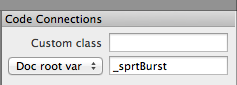 Code Connections
Custom class
Doc root var _sprtBurst